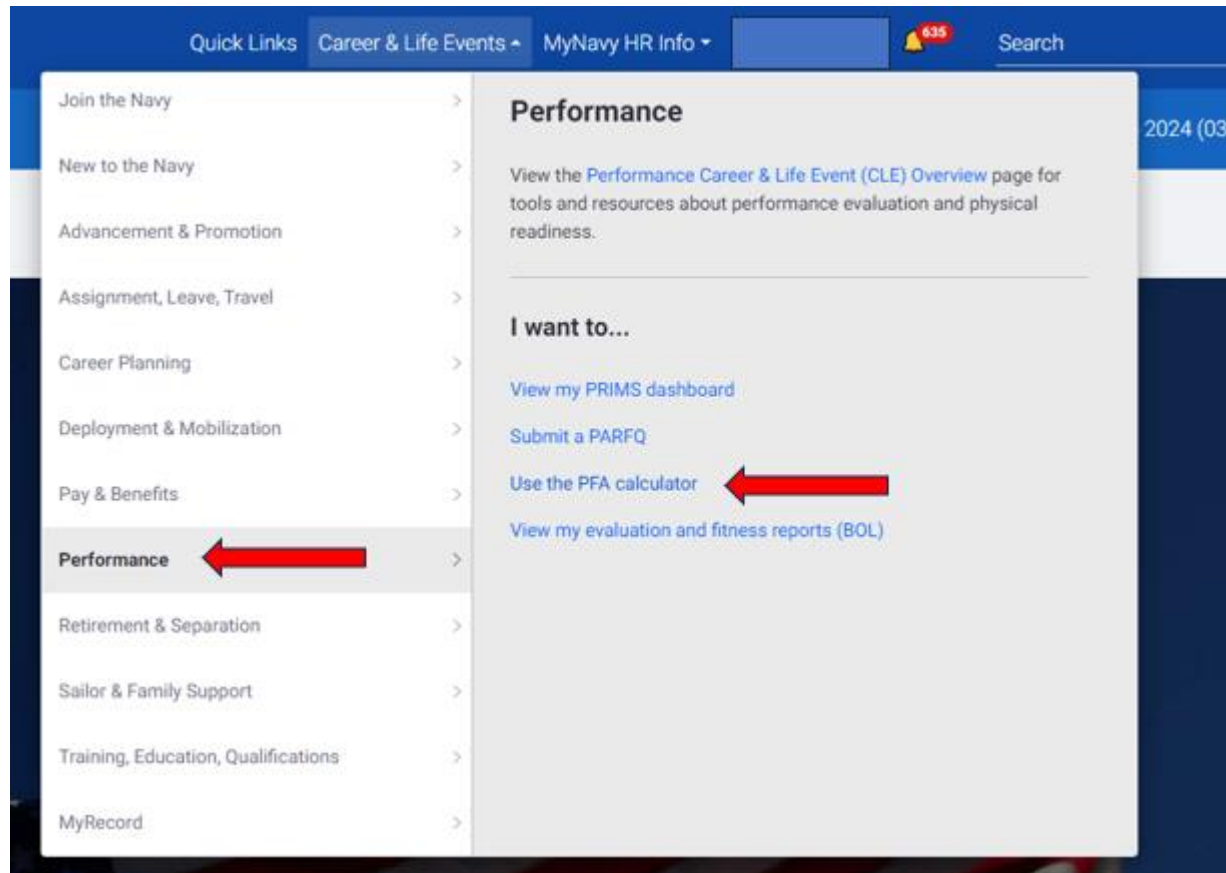 Quick Links Career & Life Events MyNavy HR Info 635 Search
2024 (03
Join the Navy
New to the Navy
Advancement & Promotion
Assignment, Leave, Travel
Career Planning
Deployment & Mobilization
Pay & Benefits
Performance
Retirement & Separation
Sailor & Family Support
Training, Education, Qualifications
MyRecord
Performance
View the Performance Career & Life Event (CLE) Overview page for
tools and resources about performance evaluation and physical
readiness.
I want to...
View my PRIMS dashboard
Submit a PARFQ
Use the PFA calculator
View my evaluation and fitness reports (BOL)